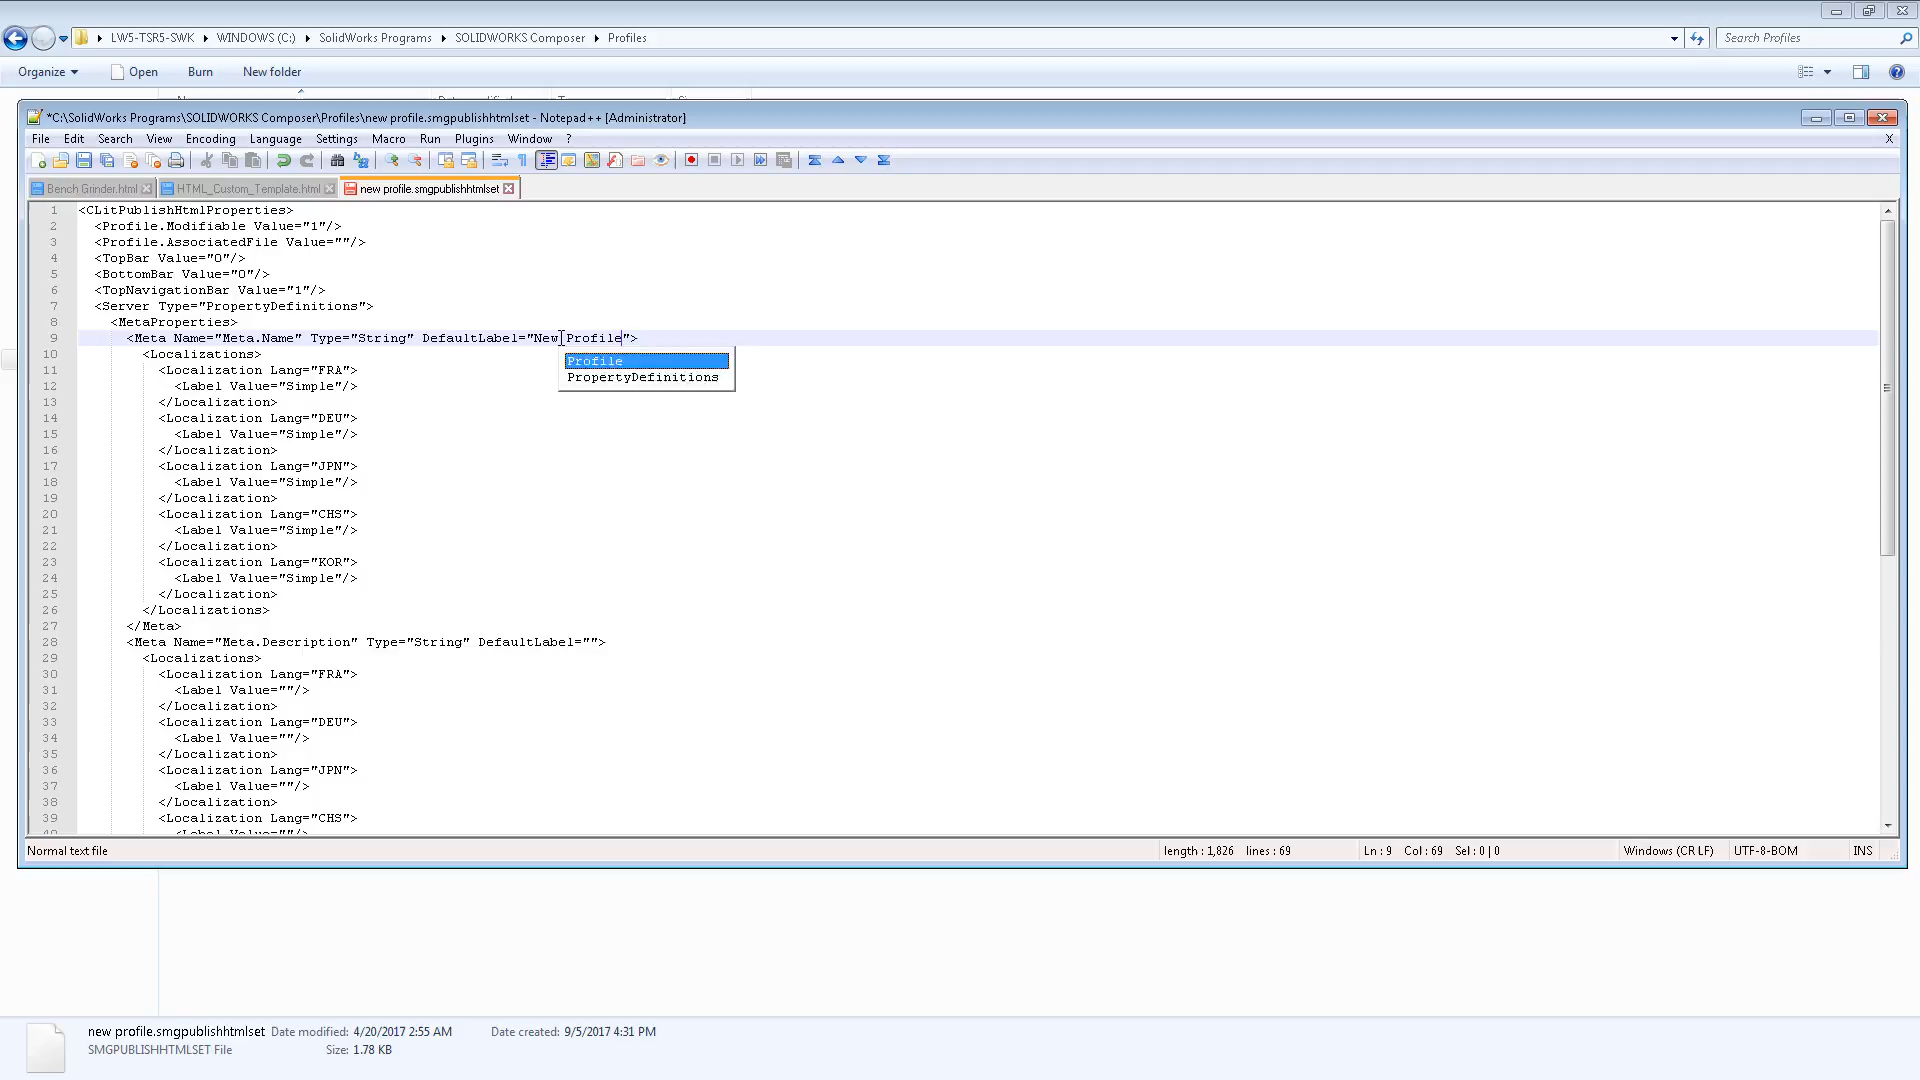 LW5-TSR5-SWK WINDOWS (C:) SolidWorks Programs SOLIDWORKS Composer Profiles Search Profiles
Organize Open Burn New folder
*C:\SolidWorks Programs\SOLIDWORKS Composer\Profiles\new profile.smgpublishhtmlset - Notepad++ [Administrator]
File Edit Search View Encoding Language Settings Macro Run Plugins Window ? X
Bench Grinder.html HTML_Custom_Template.html new profile.smgpublishhtmlset
1 <CLitPublishHtmlProperties>
2 <Profile.Modifiable Value="1"/>
3 <Profile.AssociatedFile Value=""/>
4 <TopBar Value="0"/>
5 <BottomBar Value="0"/>
6 <TopNavigationBar Value="1"/>
7 <Server Type="PropertyDefinitions">
8 <MetaProperties>
9 <Meta Name="Meta.Name" Type="String" DefaultLabel="New Profile">
10 <Localizations>
Profile
11 <Localization Lang="FRA">
PropertyDefinitions
12 <Label Value="Simple"/>
13 </Localization>
14 <Localization Lang="DEU">
15 <Label Value="Simple"/>
16 </Localization>
17 <Localization Lang="JPN">
18 <Label Value="Simple"/>
19 </Localization>
20 <Localization Lang="CHS">
21 <Label Value="Simple"/>
22 </Localization>
23 <Localization Lang="KOR">
24 <Label Value="Simple"/>
25 </Localization>
26 </Localizations>
27 </Meta>
28 <Meta Name="Meta.Description" Type="String" DefaultLabel="">
29 <Localizations>
30 <Localization Lang="FRA">
31 <Label Value=""/>
32 </Localization>
33 <Localization Lang="DEU">
34 <Label Value=""/>
35 </Localization>
36 <Localization Lang="JPN">
37 <Label Value=""/>
38 </Localization>
39 <Localization Lang="CHS">
40 <Label Value=""/>
Normal text file length : 1,826 lines : 69 Ln : 9 Col : 69 Sel : 0 | 0 Windows (CR LF) UTF-8-BOM INS
new profile.smgpublishhtmlset Date modified: 4/20/2017 2:55 AM Date created: 9/5/2017 4:31 PM
SMGPUBLISHHTMLSET File Size: 1.78 KB